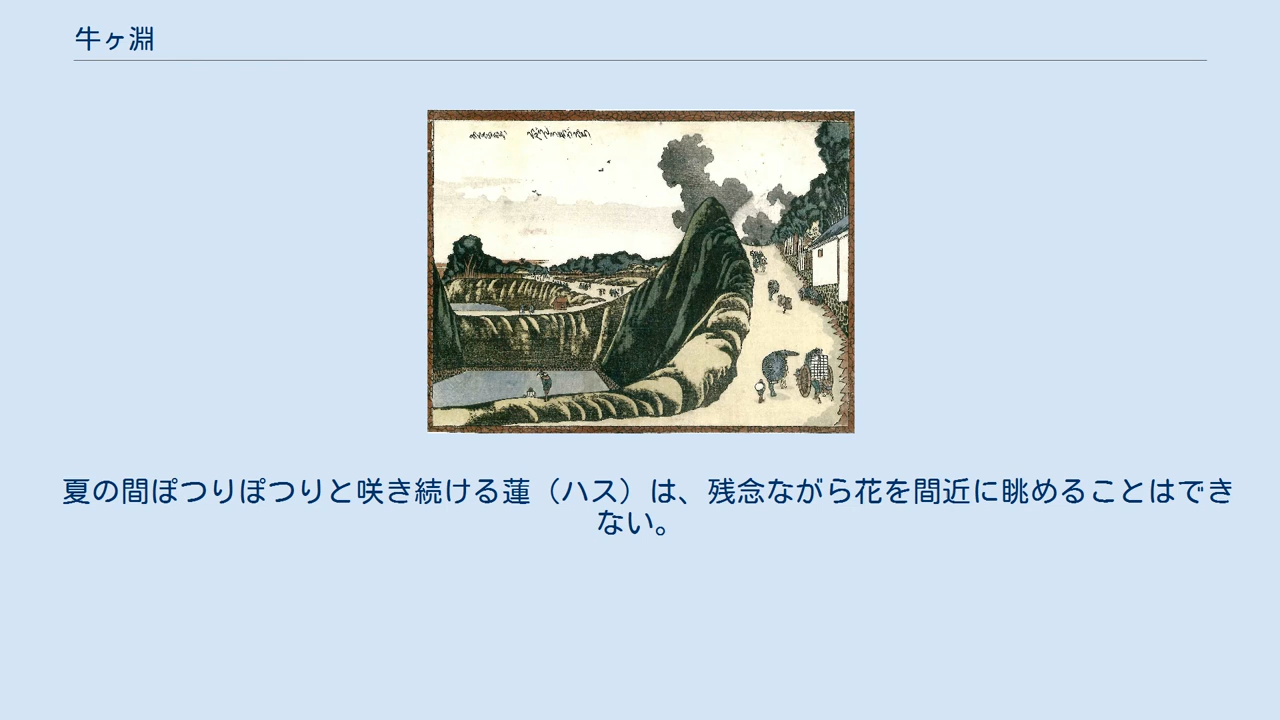 牛ヶ淵
夏の間ぽつりぽつりと咲き続ける蓮（ハス）は、残念ながら花を間近に眺めることはでき
ない。